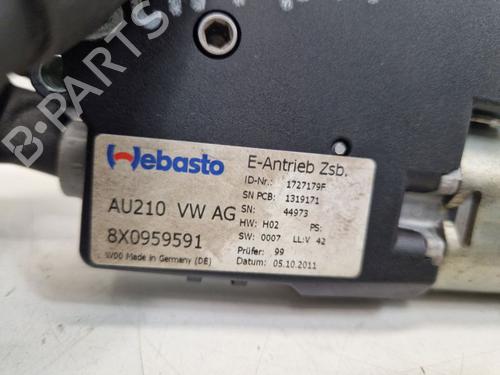 Webasto
E-Antrieb Zsb.
ID-Nr.: 1727179F
SN PCB: 1319171
AU210 VW AG
SN: 44973
HW: H02 PS:
8X0959591
SW: 0007 LL:V 42
Prüfer: 99
Made in Germany (DE)
Datum: 05.10.2011
B-PARTS